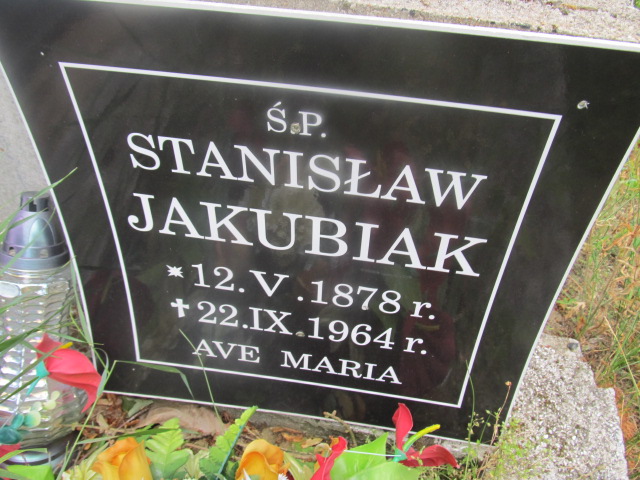 Ś.P.
STANISŁAW
JAKUBIAK
* 12. V. 1878 r.
✝ 22. IX. 1964 r.
AVE MARIA